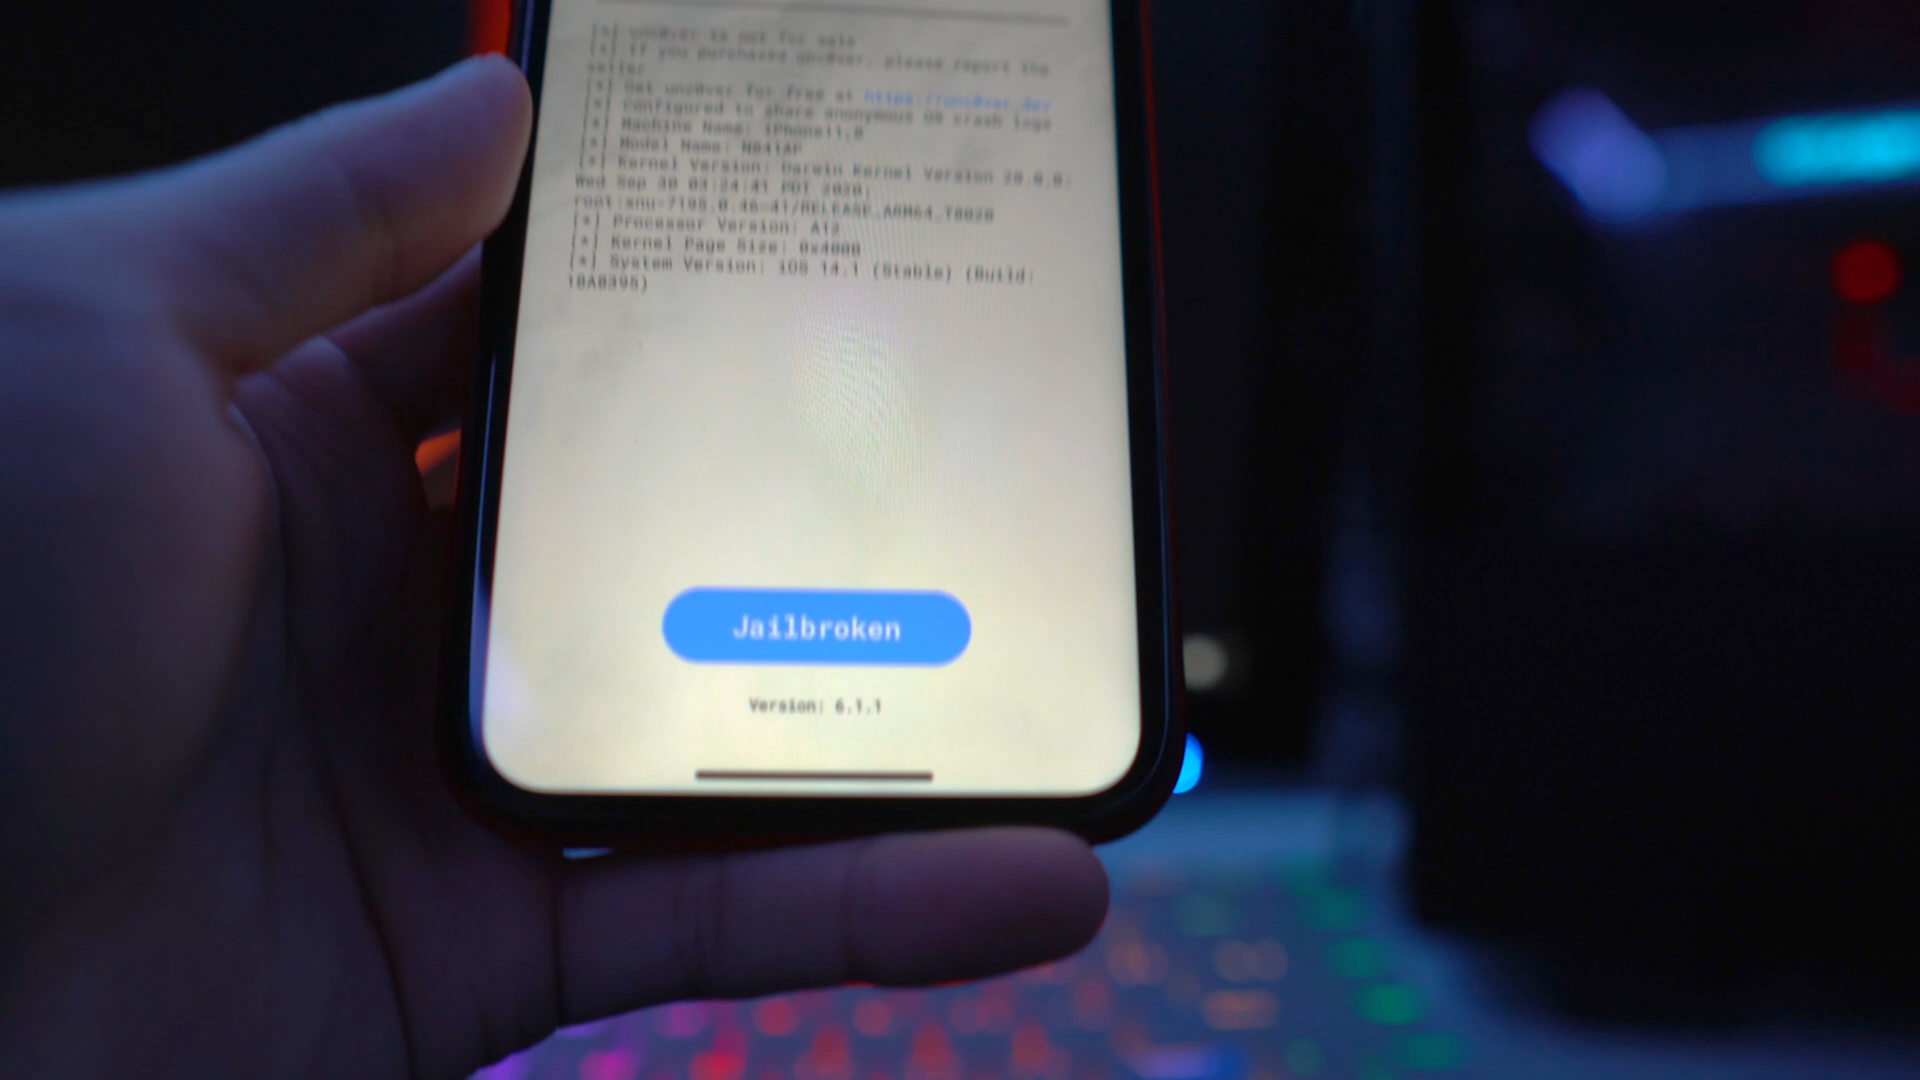 [*] unc0ver is not for sale
[*] If you purchased unc0ver, please report the
seller
[*] Get unc0ver for free at https://unc0ver.dev
[*] Configured to share anonymous OS crash logs
[*] Machine Name: iPhone11,8
[*] Model Name: N841AP
[*] Kernel Version: Darwin Kernel Version 20.0.0:
Wed Sep 30 03:24:41 PDT 2020;
root:xnu-7195.0.46~41/RELEASE_ARM64_T8020
[*] Processor Version: A12
[*] Kernel Page Size: 0x4000
[*] System Version: iOS 14.1 (Stable) (Build:
18A8395)
Jailbroken
Version: 6.1.1